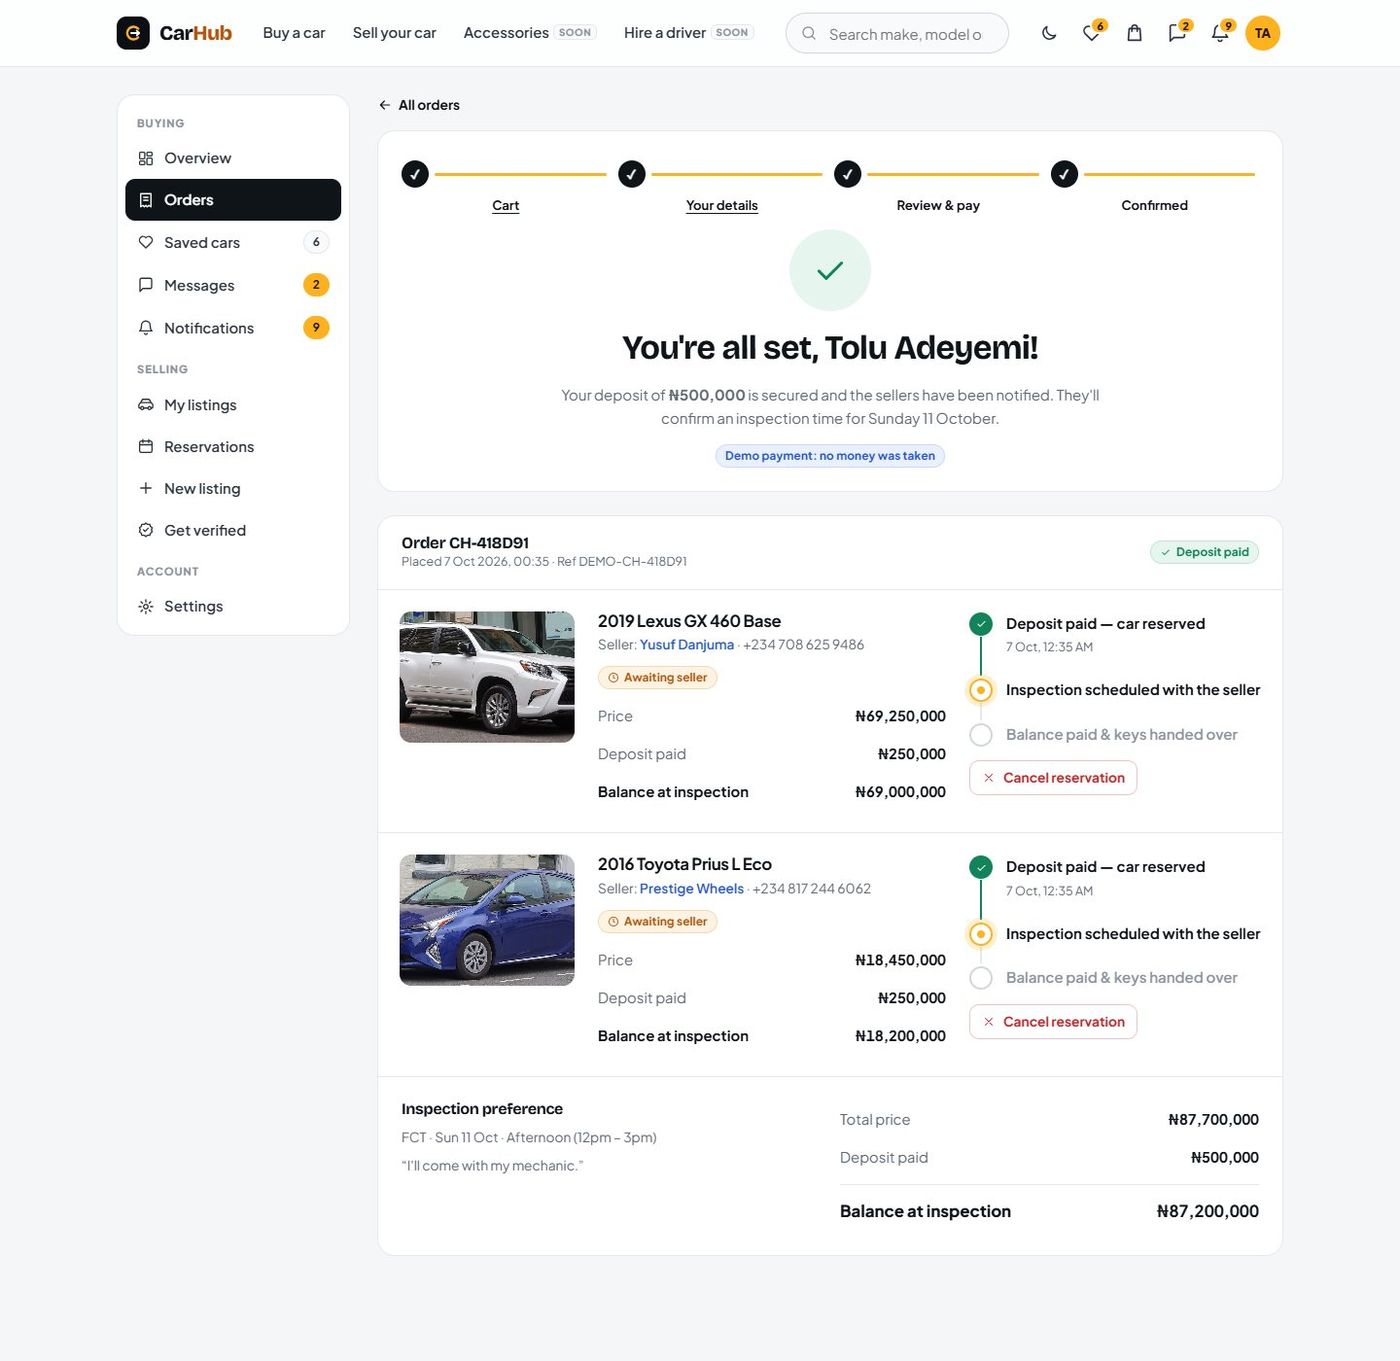 CarHub
Buy a car
Sell your car
Accessories SOON
Hire a driver SOON
Search make, model o
6
2
9
TA
BUYING
Overview
Orders
Saved cars 6
Messages 2
Notifications 9
SELLING
My listings
Reservations
New listing
Get verified
ACCOUNT
Settings
← All orders
Cart
Your details
Review & pay
Confirmed
You're all set, Tolu Adeyemi!
Your deposit of ₦500,000 is secured and the sellers have been notified. They'll
confirm an inspection time for Sunday 11 October.
Demo payment: no money was taken
Order CH-418D91
Placed 7 Oct 2026, 00:35 · Ref DEMO-CH-418D91
Deposit paid
2019 Lexus GX 460 Base
Seller: Yusuf Danjuma · +234 708 625 9486
Awaiting seller
Price ₦69,250,000
Deposit paid ₦250,000
Balance at inspection ₦69,000,000
Deposit paid — car reserved
7 Oct, 12:35 AM
Inspection scheduled with the seller
Balance paid & keys handed over
Cancel reservation
2016 Toyota Prius L Eco
Seller: Prestige Wheels · +234 817 244 6062
Awaiting seller
Price ₦18,450,000
Deposit paid ₦250,000
Balance at inspection ₦18,200,000
Deposit paid — car reserved
7 Oct, 12:35 AM
Inspection scheduled with the seller
Balance paid & keys handed over
Cancel reservation
Inspection preference
FCT · Sun 11 Oct · Afternoon (12pm – 3pm)
“I'll come with my mechanic.”
Total price ₦87,700,000
Deposit paid ₦500,000
Balance at inspection ₦87,200,000